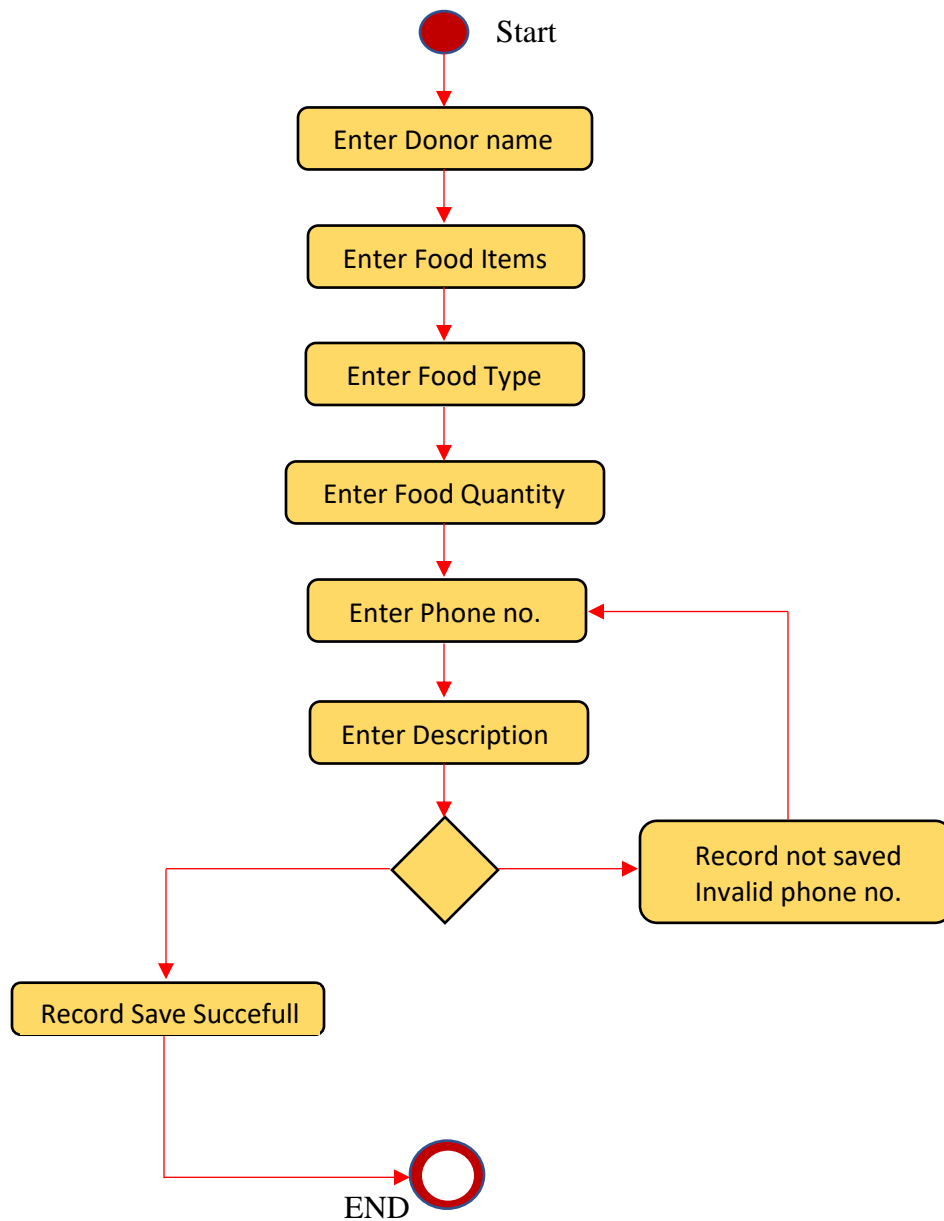 Start
Enter Donor name
Enter Food Items
Enter Food Type
Enter Food Quantity
Enter Phone no.
Enter Description
Record not saved
Invalid phone no.
Record Save Succefull
END